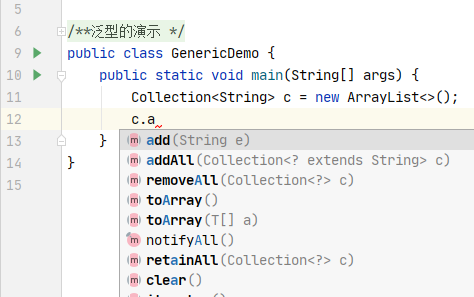 5
6 /**泛型的演示 */
9 public class GenericDemo {
10 public static void main(String[] args) {
11 Collection<String> c = new ArrayList<>();
12 c.a
13 }
14 }
15
m add(String e)
m addAll(Collection<? extends String> c)
m removeAll(Collection<?> c)
m toArray()
m toArray(T[] a)
m notifyAll()
m retainAll(Collection<?> c)
m clear()